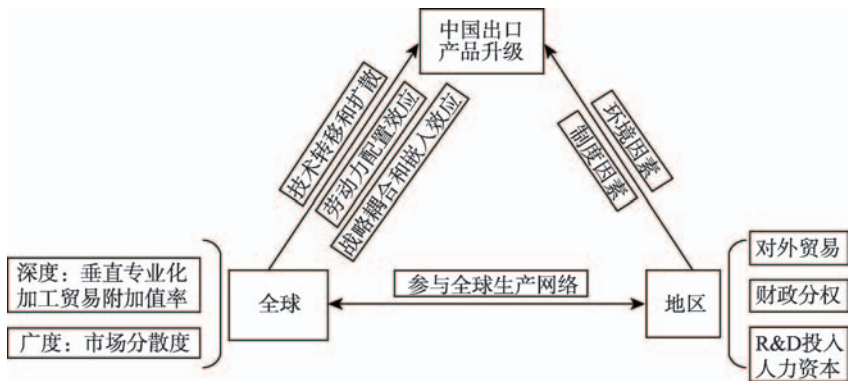 中国出口
产品升级
技术转移和扩散
劳动力配置效应
战略耦合和嵌入效应
环境因素
制度因素
深度：垂直专业化
加工贸易附加值率
广度：市场分散度
全球
参与全球生产网络
地区
对外贸易
财政分权
R&D投入
人力资本